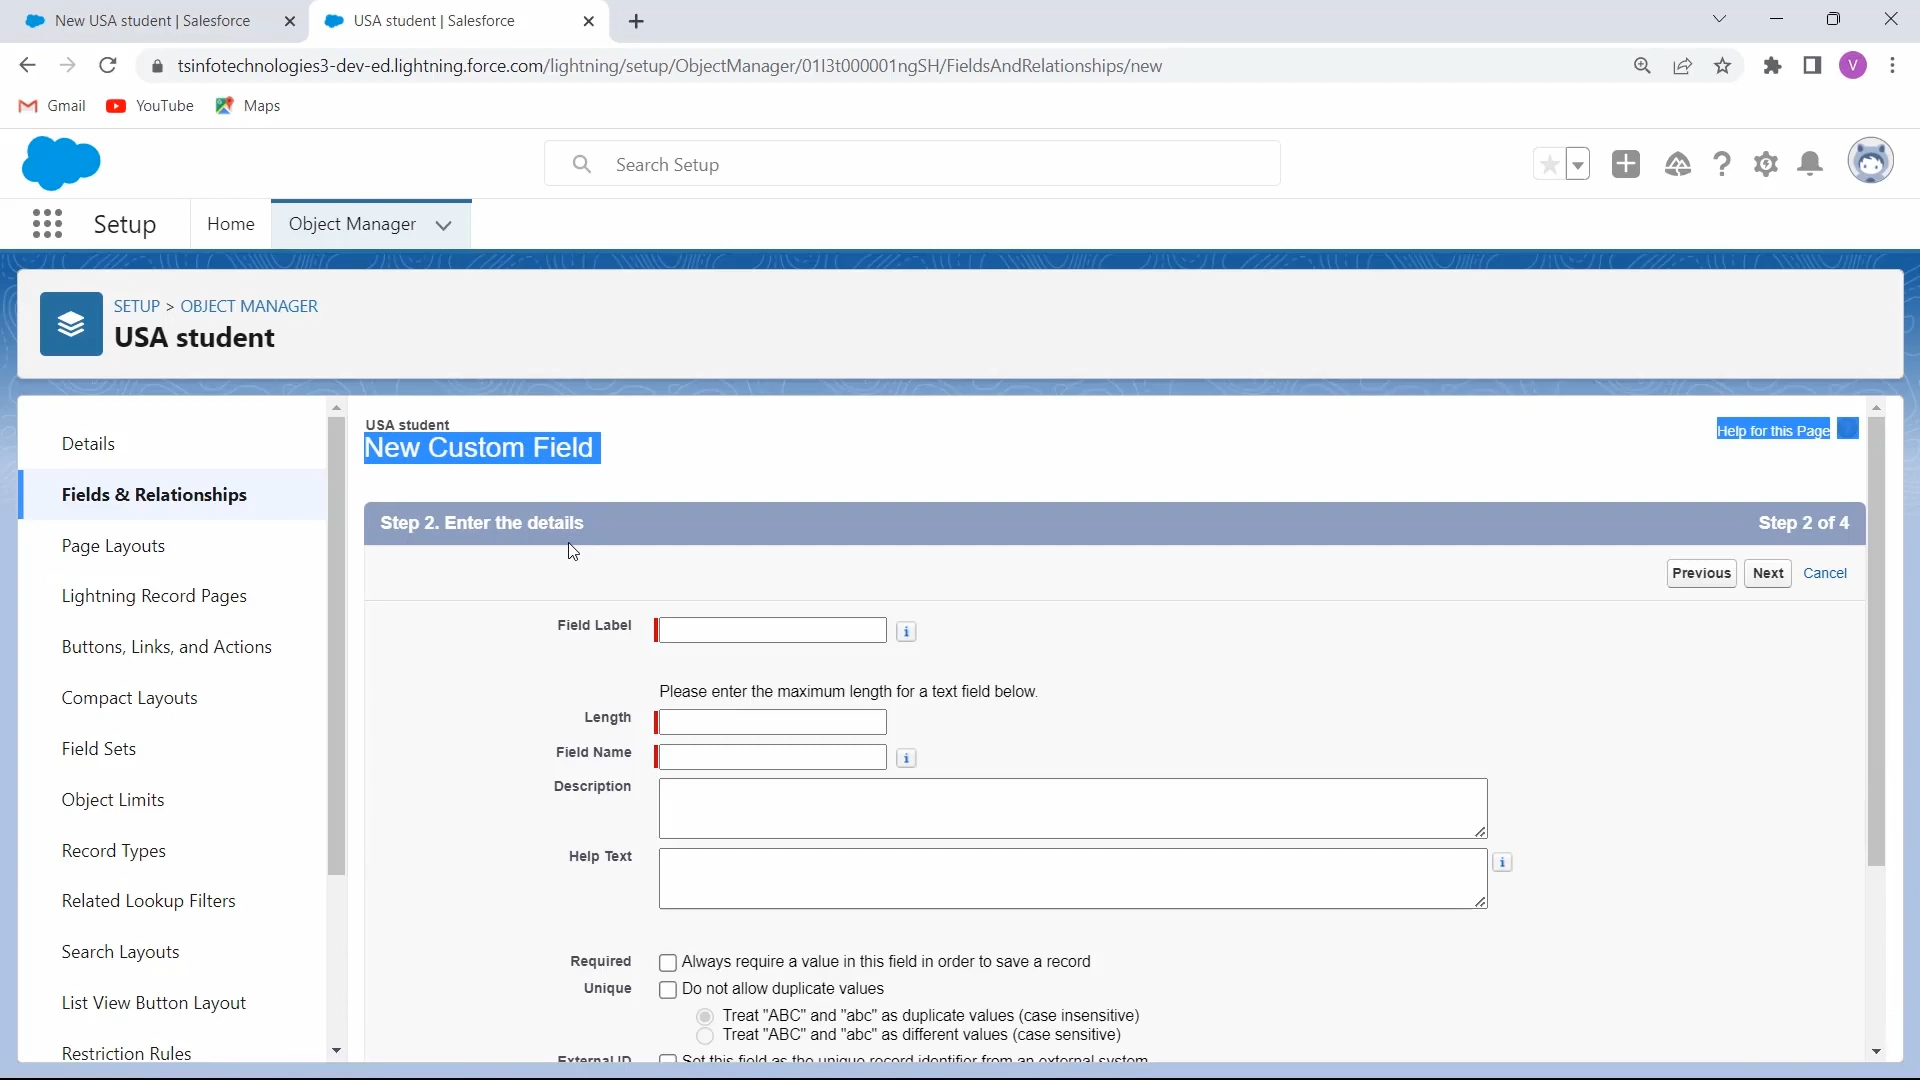 New USA student | Salesforce
USA student | Salesforce
tsinfotechnologies3-dev-ed.lightning.force.com/lightning/setup/ObjectManager/01I3t000001ngSH/FieldsAndRelationships/new
V
Gmail
YouTube
Maps
Search Setup
Setup
Home
Object Manager
SETUP > OBJECT MANAGER
USA student
Details
Fields & Relationships
Page Layouts
Lightning Record Pages
Buttons, Links, and Actions
Compact Layouts
Field Sets
Object Limits
Record Types
Related Lookup Filters
Search Layouts
List View Button Layout
Restriction Rules
USA student
New Custom Field
Help for this Page
Step 2. Enter the details
Step 2 of 4
Previous
Next
Cancel
Field Label
i
Please enter the maximum length for a text field below.
Length
Field Name
i
Description
Help Text
i
Required
Always require a value in this field in order to save a record
Unique
Do not allow duplicate values
Treat "ABC" and "abc" as duplicate values (case insensitive)
Treat "ABC" and "abc" as different values (case sensitive)
External ID
Set this field as the unique record identifier from an external system